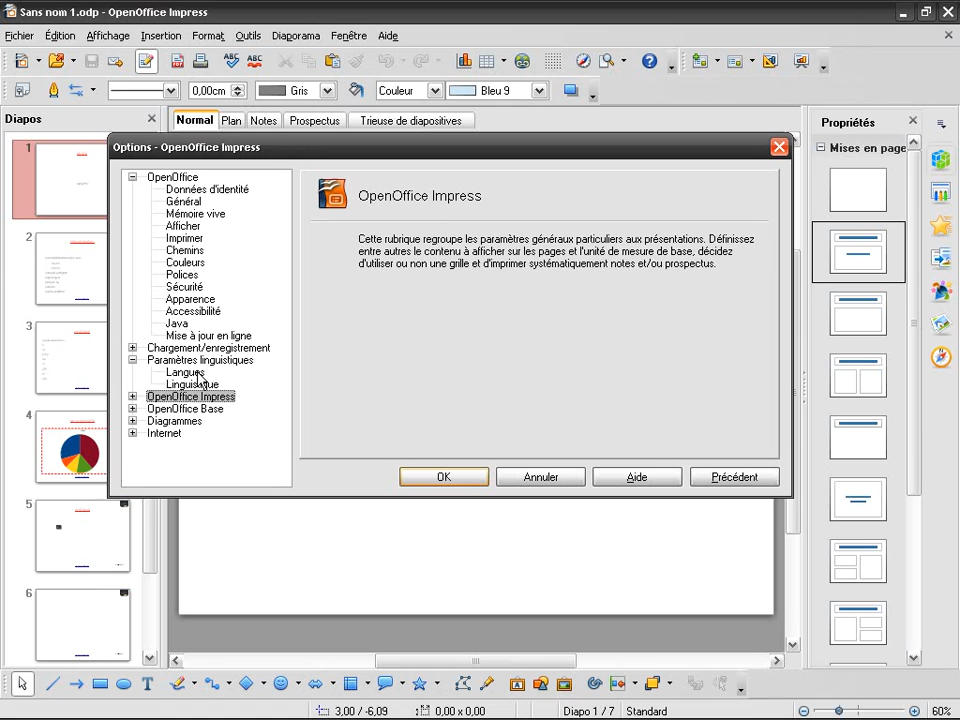 Sans nom 1.odp - OpenOffice Impress
Fichier Édition Affichage Insertion Format Outils Diaporama Fenêtre Aide
0,00cm Gris Couleur Bleu 9
Diapos
Normal Plan Notes Prospectus Trieuse de diapositives
Propriétés
Mises en page
1
2
3
4
5
6
Options - OpenOffice Impress
OpenOffice
Données d'identité
Général
Mémoire vive
Afficher
Imprimer
Chemins
Couleurs
Polices
Sécurité
Apparence
Accessibilité
Java
Mise à jour en ligne
Chargement/enregistrement
Paramètres linguistiques
Langues
Linguistique
OpenOffice Impress
OpenOffice Base
Diagrammes
Internet
OpenOffice Impress
Cette rubrique regroupe les paramètres généraux particuliers aux présentations. Définissez
entre autres le contenu à afficher sur les pages et l'unité de mesure de base, décidez
d'utiliser ou non une grille et d'imprimer systématiquement notes et/ou prospectus.
OK Annuler Aide Précédent
3,00 / -6,09 0,00 x 0,00 Diapo 1 / 7 Standard 60%